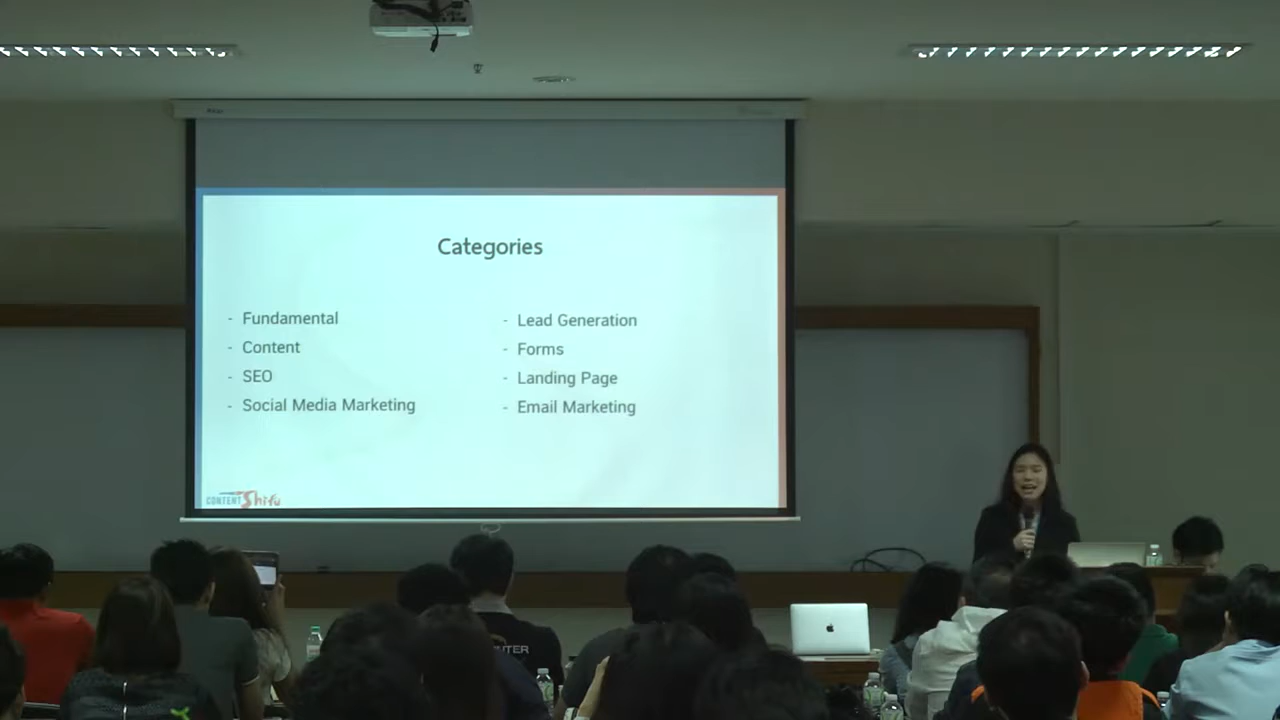 Categories
- Fundamental
- Content
- SEO
- Social Media Marketing
- Lead Generation
- Forms
- Landing Page
- Email Marketing
CONTENT Shifu